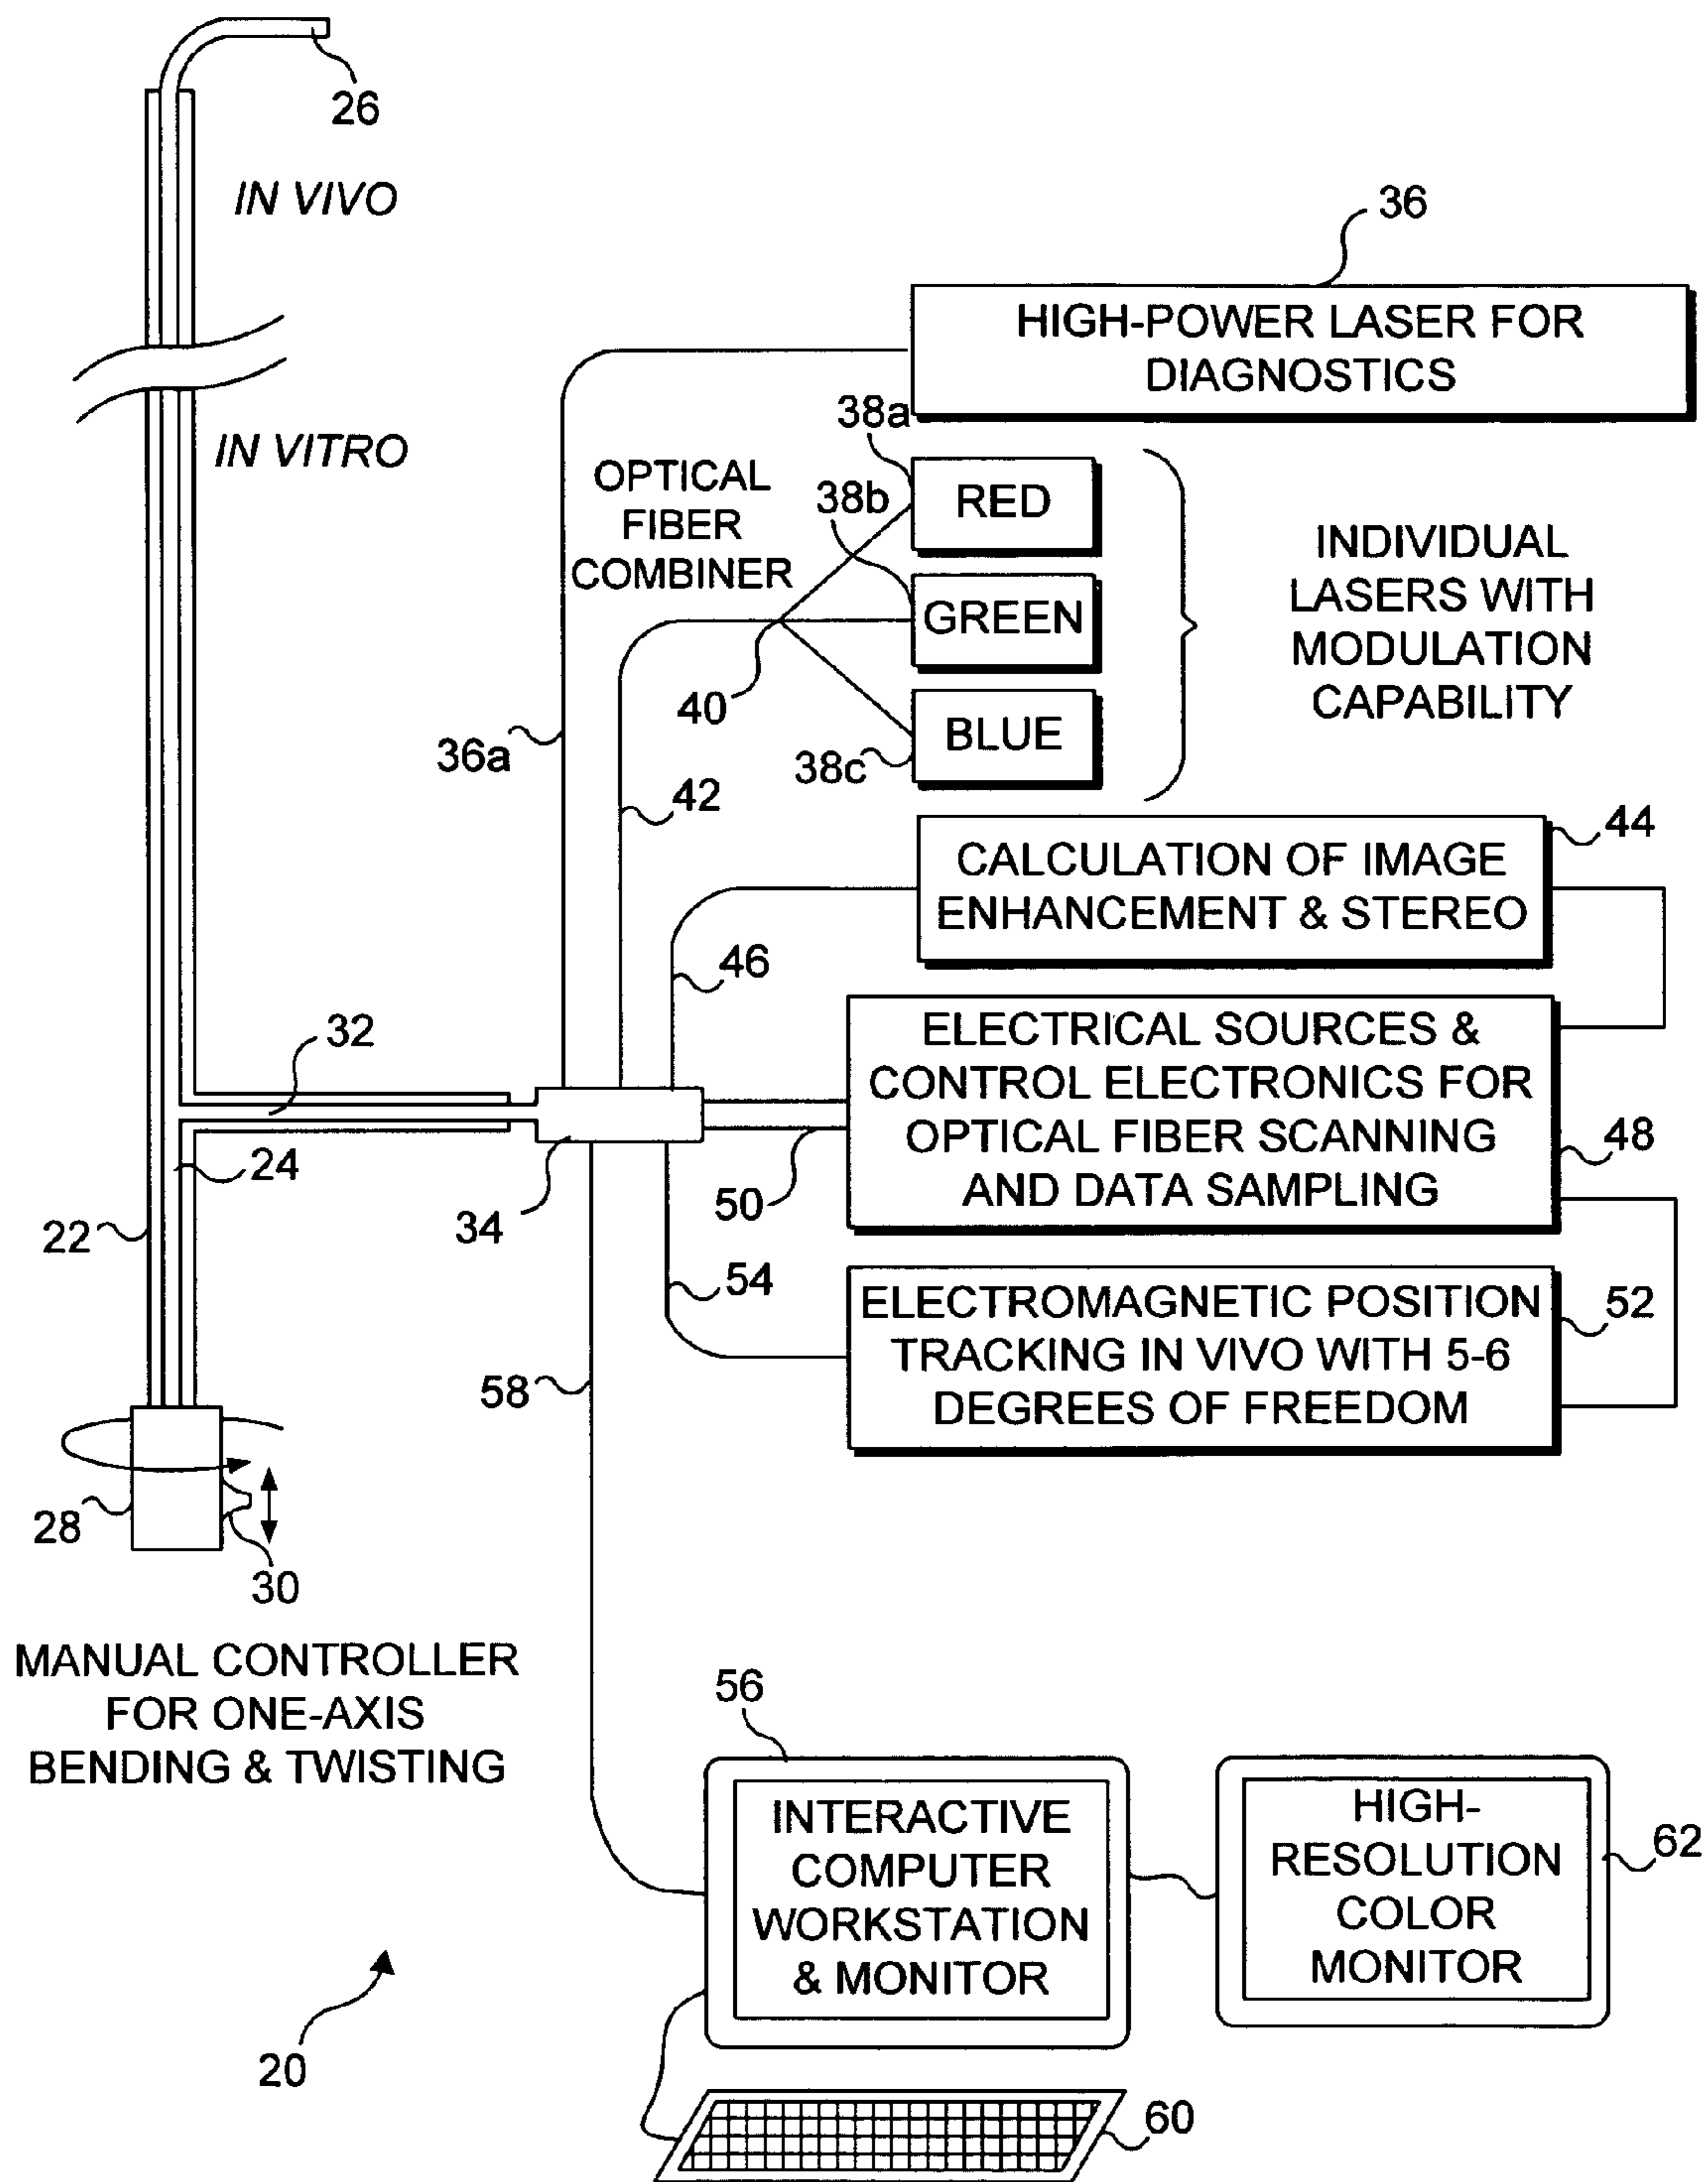 26
IN VIVO
36
HIGH-POWER LASER FOR
DIAGNOSTICS
IN VITRO
OPTICAL
FIBER
COMBINER
38a
RED
38b
GREEN
40
BLUE
38c
INDIVIDUAL
LASERS WITH
MODULATION
CAPABILITY
36a
42
44
CALCULATION OF IMAGE
ENHANCEMENT & STEREO
46
32
ELECTRICAL SOURCES &
CONTROL ELECTRONICS FOR
OPTICAL FIBER SCANNING
AND DATA SAMPLING
48
24
22
34
50
54
ELECTROMAGNETIC POSITION
TRACKING IN VIVO WITH 5-6
DEGREES OF FREEDOM
52
58
28
30
MANUAL CONTROLLER
FOR ONE-AXIS
BENDING & TWISTING
56
INTERACTIVE
COMPUTER
WORKSTATION
& MONITOR
HIGH-
RESOLUTION
COLOR
MONITOR
62
20
60